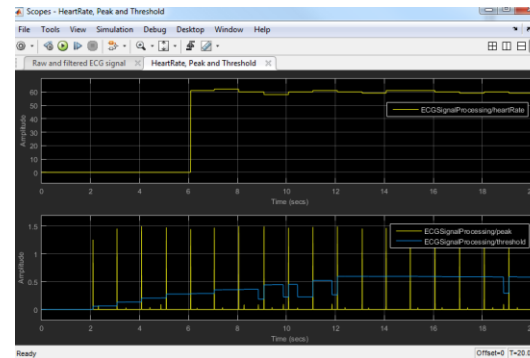 Scopes - HeartRate, Peak and Threshold
File Tools View Simulation Debug Desktop Window Help
Raw and filtered ECG signal
HeartRate, Peak and Threshold
60
50
40
30
20
10
0
Amplitude
ECGSignalProcessing/heartRate
0 2 4 6 8 10 12 14 16 18
Time (secs)
1.5
1
0.5
0
Amplitude
ECGSignalProcessing/peak
ECGSignalProcessing/threshold
0 2 4 6 8 10 12 14 16 18
Time (secs)
Ready
Offset=0 T=20.0